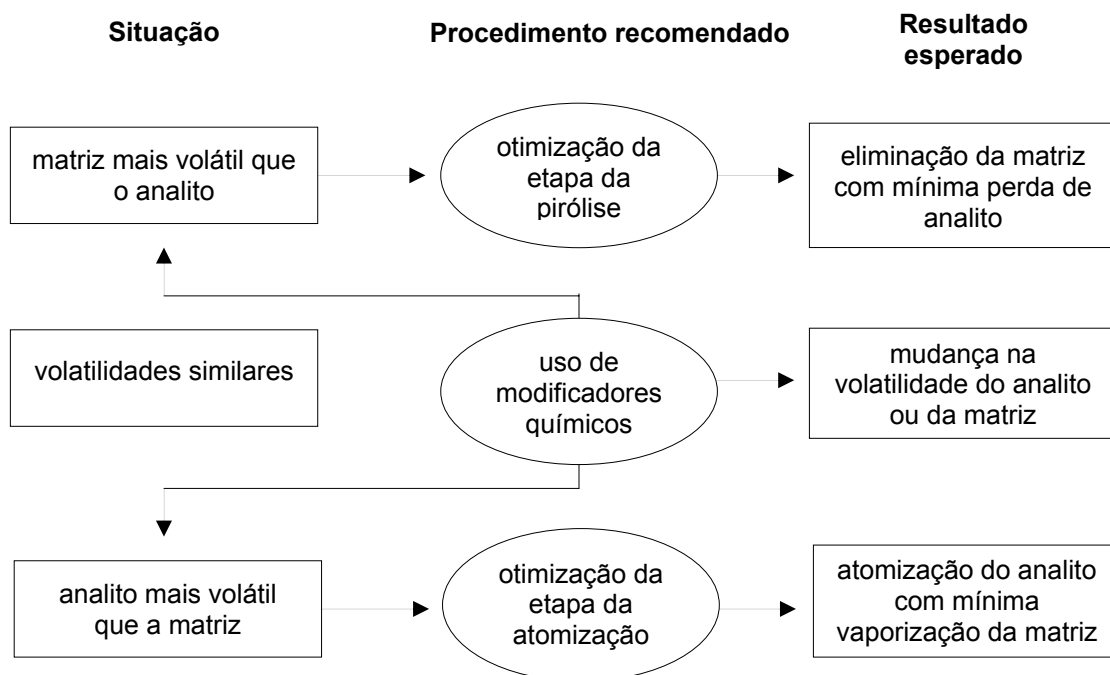 Situação
Procedimento recomendado
Resultado
esperado
matriz mais volátil que
o analito
otimização da
etapa da
pirólise
eliminação da matriz
com mínima perda de
analito
volatilidades similares
uso de
modificadores
químicos
mudança na
volatilidade do analito
ou da matriz
analito mais volátil
que a matriz
otimização da
etapa da
atomização
atomização do analito
com mínima
vaporização da matriz